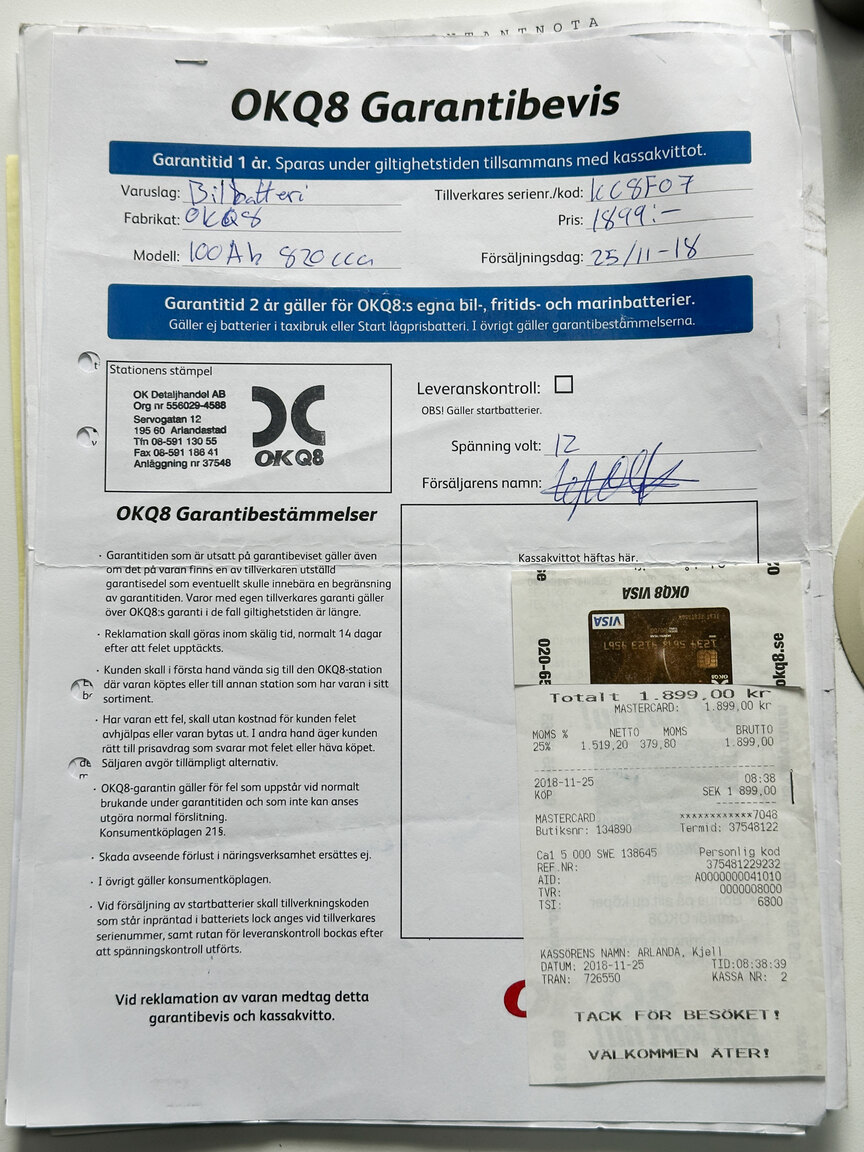 TANTNOTA
OKQ8 Garantibevis
Garantitid 1 år. Sparas under giltighetstiden tillsammans med kassakvittot.
Varuslag: Bilbatteri
Tillverkares serienr./kod: KC8F07
Fabrikat: OKQ8
Pris: 1899:-
Modell: 100Ah 820cca
Försäljningsdag: 25/11-18
Garantitid 2 år gäller för OKQ8:s egna bil-, fritids- och marinbatterier.
Gäller ej batterier i taxibruk eller Start lågprisbatteri. I övrigt gäller garantibestämmelserna.
Stationens stämpel
OK Detaljhandel AB
Org nr 556029-4588
Servogatan 12
195 60 Arlandastad
Tfn 08-591 130 55
Fax 08-591 186 41
Anläggning nr 37548
OKQ8
Leveranskontroll:
OBS! Gäller startbatterier.
Spänning volt: 12
Försäljarens namn:
OKQ8 Garantibestämmelser
· Garantitiden som är utsatt på garantibeviset gäller även
om det på varan finns en av tillverkaren utställd
garantisedel som eventuellt skulle innebära en begränsning
av garantitiden. Varor med egen tillverkares garanti gäller
över OKQ8:s garanti i de fall giltighetstiden är längre.
· Reklamation skall göras inom skälig tid, normalt 14 dagar
efter att felet upptäckts.
· Kunden skall i första hand vända sig till den OKQ8-station
där varan köptes eller till annan station som har varan i sitt
sortiment.
· Har varan ett fel, skall utan kostnad för kunden felet
avhjälpas eller varan bytas ut. I andra hand äger kunden
rätt till prisavdrag som svarar mot felet eller häva köpet.
Säljaren avgör tillämpligt alternativ.
· OKQ8-garantin gäller för fel som uppstår vid normalt
brukande under garantitiden och som inte kan anses
utgöra normal förslitning.
Konsumentköplagen 21§.
· Skada avseende förlust i näringsverksamhet ersättes ej.
· I övrigt gäller konsumentköplagen.
· Vid försäljning av startbatterier skall tillverkningskoden
som står inpräntad i batteriets lock anges vid tillverkares
serienummer, samt rutan för leveranskontroll bockas efter
att spänningskontroll utförts.
Vid reklamation av varan medtag detta
garantibevis och kassakvitto.
Kassakvittot häftas här.
OKQ8 VISA
VISA
020-65
okq8.se
Totalt 1.899,00 kr
MASTERCARD: 1.899,00 kr
MOMS % NETTO MOMS BRUTTO
25% 1.519,20 379,80 1.899,00
2018-11-25 08:38
KÖP SEK 1 899,00
MASTERCARD ************7048
Butiksnr: 134890 Termid: 37548122
Ca1 5 000 SWE 138645 Personlig kod
REF.NR: 375481229232
AID: A0000000041010
TVR: 0000008000
TSI: 6800
KASSÖRENS NAMN: ARLANDA, Kjell
DATUM: 2018-11-25 TID:08:38:39
TRAN: 726550 KASSA NR: 2
TACK FÖR BESÖKET!
VÄLKOMMEN ÅTER!